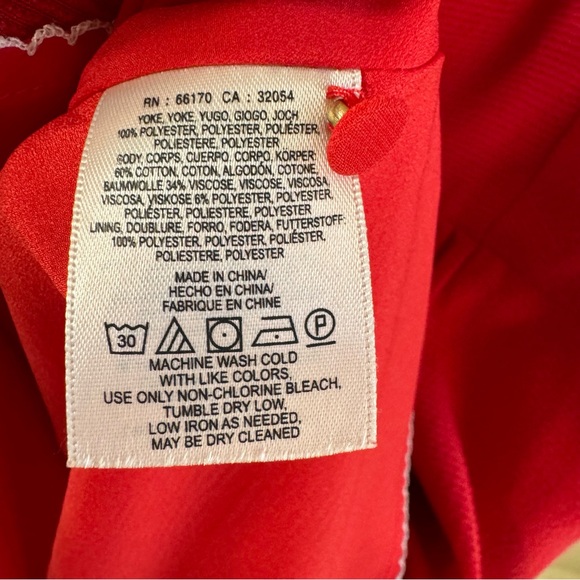 RN : 66170 CA : 32054
YOKE, YOKE, YUGO, GIOGO, JOCH
100% POLYESTER, POLYESTER, POLIÉSTER,
POLIESTERE, POLYESTER
BODY, CORPS, CUERPO, CORPO, KORPER
60% COTTON, COTON, ALGODÓN, COTONE,
BAUMWOLLE 34% VISCOSE, VISCOSE, VISCOSA,
VISCOSA, VISKOSE 6% POLYESTER, POLYESTER,
POLIÉSTER, POLIESTERE, POLYESTER
LINING, DOUBLURE, FORRO, FODERA, FUTTERSTOFF
100% POLYESTER, POLYESTER, POLIÉSTER,
POLIESTERE, POLYESTER
MADE IN CHINA/
HECHO EN CHINA/
FABRIQUE EN CHINE
30 P
MACHINE WASH COLD
WITH LIKE COLORS,
USE ONLY NON-CHLORINE BLEACH,
TUMBLE DRY LOW,
LOW IRON AS NEEDED,
MAY BE DRY CLEANED